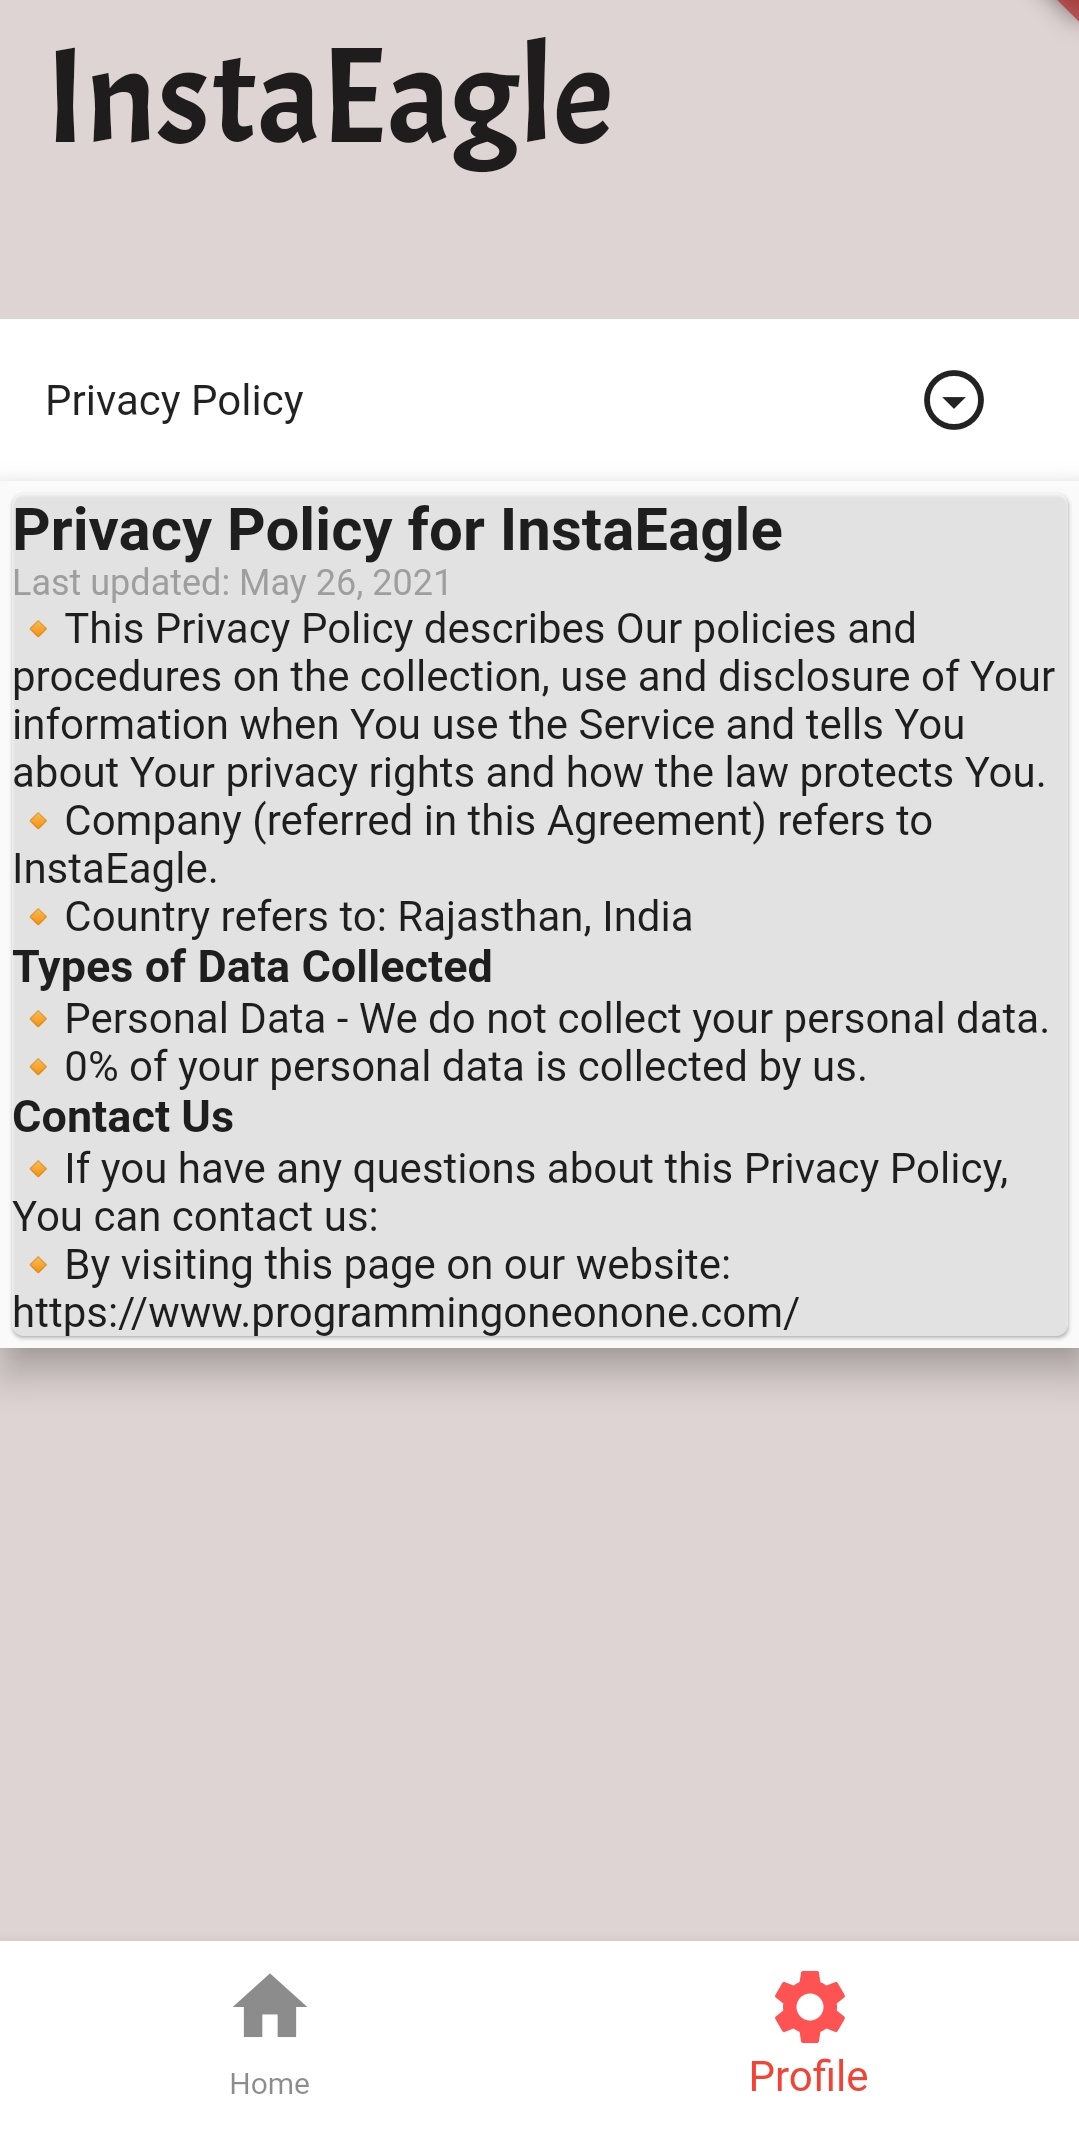 InstaEagle
Privacy Policy
Privacy Policy for InstaEagle
Last updated: May 26, 2021
🔸 This Privacy Policy describes Our policies and
procedures on the collection, use and disclosure of Your
information when You use the Service and tells You
about Your privacy rights and how the law protects You.
🔸 Company (referred in this Agreement) refers to
InstaEagle.
🔸 Country refers to: Rajasthan, India
Types of Data Collected
🔸 Personal Data - We do not collect your personal data.
🔸 0% of your personal data is collected by us.
Contact Us
🔸 If you have any questions about this Privacy Policy,
You can contact us:
🔸 By visiting this page on our website:
https://www.programmingoneonone.com/
Home
Profile